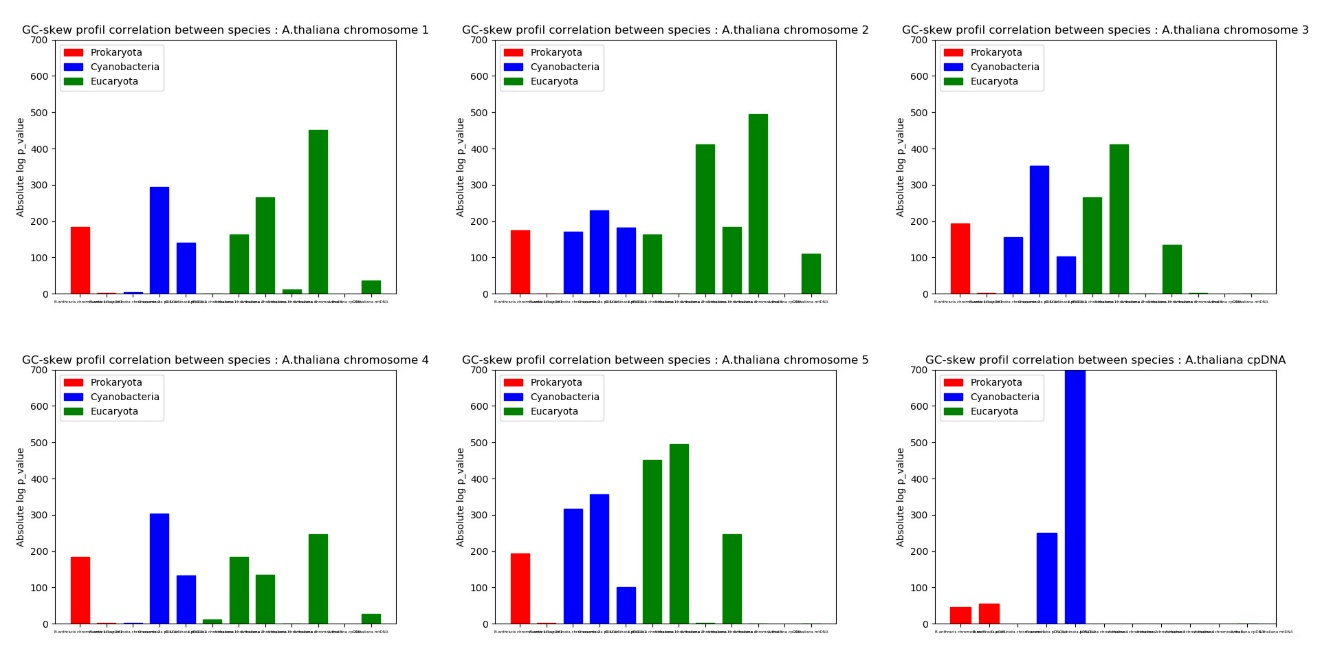 GC-skew profil correlation between species : A.thaliana chromosome 1
700
600
500
400
300
200
100
0
Absolute log p_value
Prokaryota
Cyanobacteria
Eucaryota
GC-skew profil correlation between species : A.thaliana chromosome 2
700
600
500
400
300
200
100
0
Absolute log p_value
Prokaryota
Cyanobacteria
Eucaryota
GC-skew profil correlation between species : A.thaliana chromosome 3
700
600
500
400
300
200
100
0
Absolute log p_value
Prokaryota
Cyanobacteria
Eucaryota
GC-skew profil correlation between species : A.thaliana chromosome 4
700
600
500
400
300
200
100
0
Absolute log p_value
Prokaryota
Cyanobacteria
Eucaryota
GC-skew profil correlation between species : A.thaliana chromosome 5
700
600
500
400
300
200
100
0
Absolute log p_value
Prokaryota
Cyanobacteria
Eucaryota
GC-skew profil correlation between species : A.thaliana cpDNA
700
600
500
400
300
200
100
0
Absolute log p_value
Prokaryota
Cyanobacteria
Eucaryota